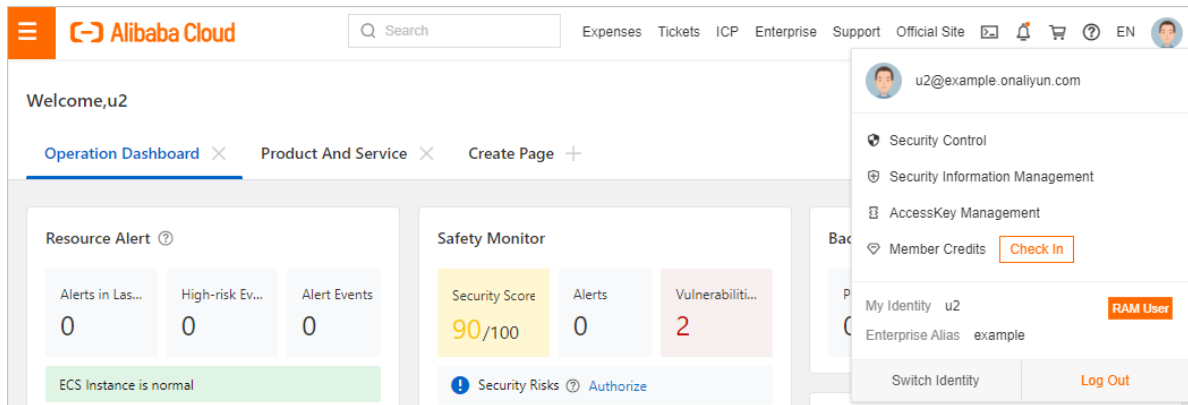 Alibaba Cloud Search Expenses Tickets ICP Enterprise Support Official Site EN
u2@example.onaliyun.com
Welcome,u2
Security Control
Operation Dashboard Product And Service Create Page
Security Information Management
AccessKey Management
Resource Alert Safety Monitor
Member Credits Check In
Alerts in Las... High-risk Ev... Alert Events Security Score Alerts Vulnerabiliti...
0 0 0 90/100 0 2
My Identity u2 RAM User
Enterprise Alias example
ECS Instance is normal Security Risks Authorize
Switch Identity Log Out